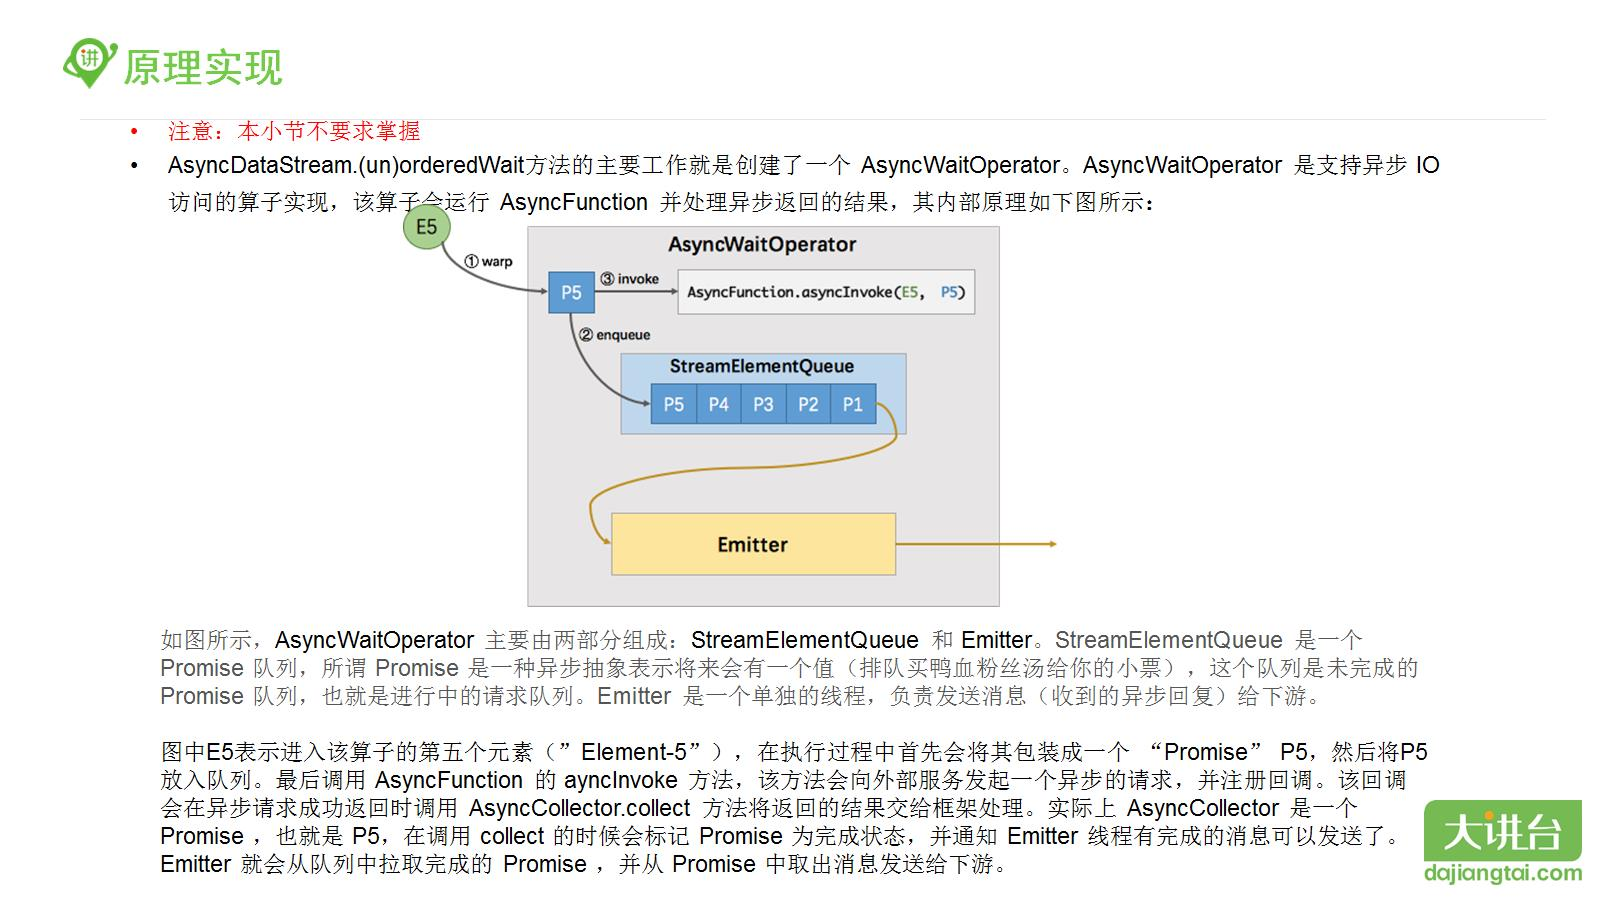 讲 原理实现
• 注意：本小节不要求掌握
• AsyncDataStream.(un)orderedWait方法的主要工作就是创建了一个 AsyncWaitOperator。AsyncWaitOperator 是支持异步 IO
访问的算子实现，该算子会运行 AsyncFunction 并处理异步返回的结果，其内部原理如下图所示：
E5
① warp
AsyncWaitOperator
P5
③ invoke
AsyncFunction.asyncInvoke(E5, P5)
② enqueue
StreamElementQueue
P5 P4 P3 P2 P1
Emitter
如图所示，AsyncWaitOperator 主要由两部分组成：StreamElementQueue 和 Emitter。StreamElementQueue 是一个
Promise 队列，所谓 Promise 是一种异步抽象表示将来会有一个值（排队买鸭血粉丝汤给你的小票），这个队列是未完成的
Promise 队列，也就是进行中的请求队列。Emitter 是一个单独的线程，负责发送消息（收到的异步回复）给下游。
图中E5表示进入该算子的第五个元素（”Element-5”），在执行过程中首先会将其包装成一个 “Promise” P5，然后将P5
放入队列。最后调用 AsyncFunction 的 ayncInvoke 方法，该方法会向外部服务发起一个异步的请求，并注册回调。该回调
会在异步请求成功返回时调用 AsyncCollector.collect 方法将返回的结果交给框架处理。实际上 AsyncCollector 是一个
Promise ，也就是 P5，在调用 collect 的时候会标记 Promise 为完成状态，并通知 Emitter 线程有完成的消息可以发送了。
Emitter 就会从队列中拉取完成的 Promise ，并从 Promise 中取出消息发送给下游。
大讲台
dajiangtai.com